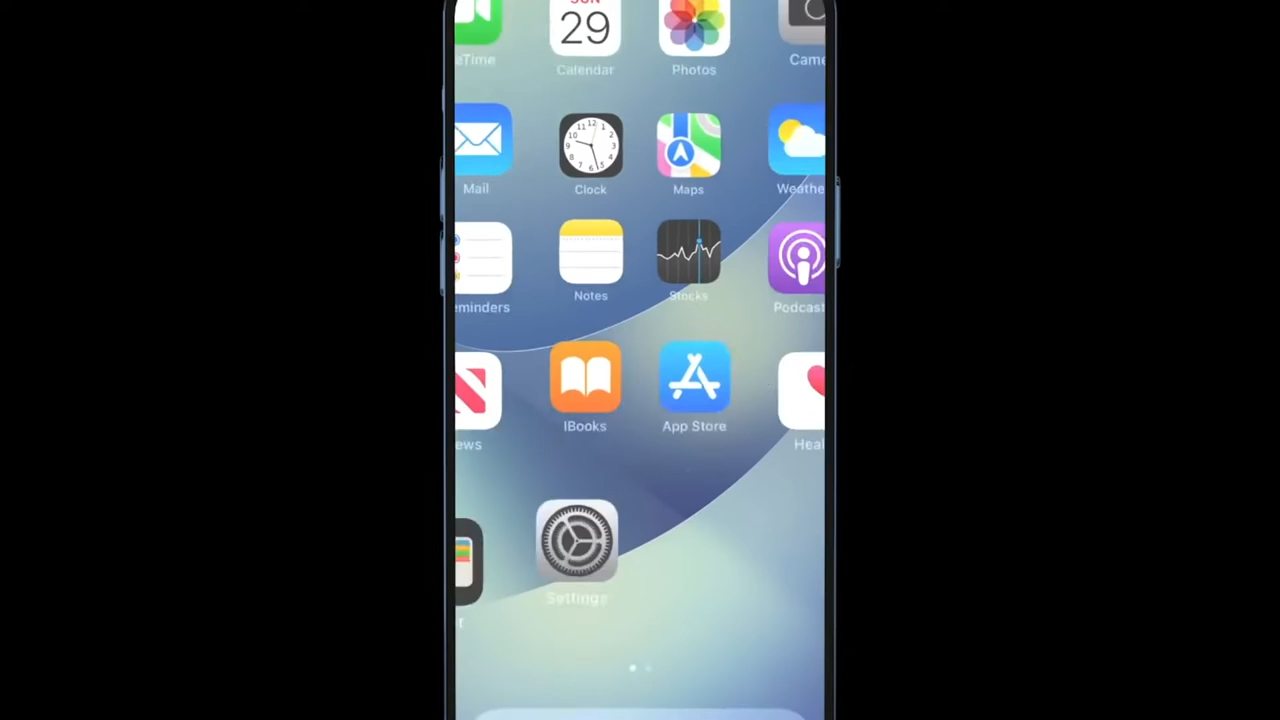 SUN
29
eTime
Calendar
Photos
Came
Mail
Clock
Maps
Weathe
eminders
Notes
Stocks
Podcast
ews
IBooks
App Store
Heal
t
Settings